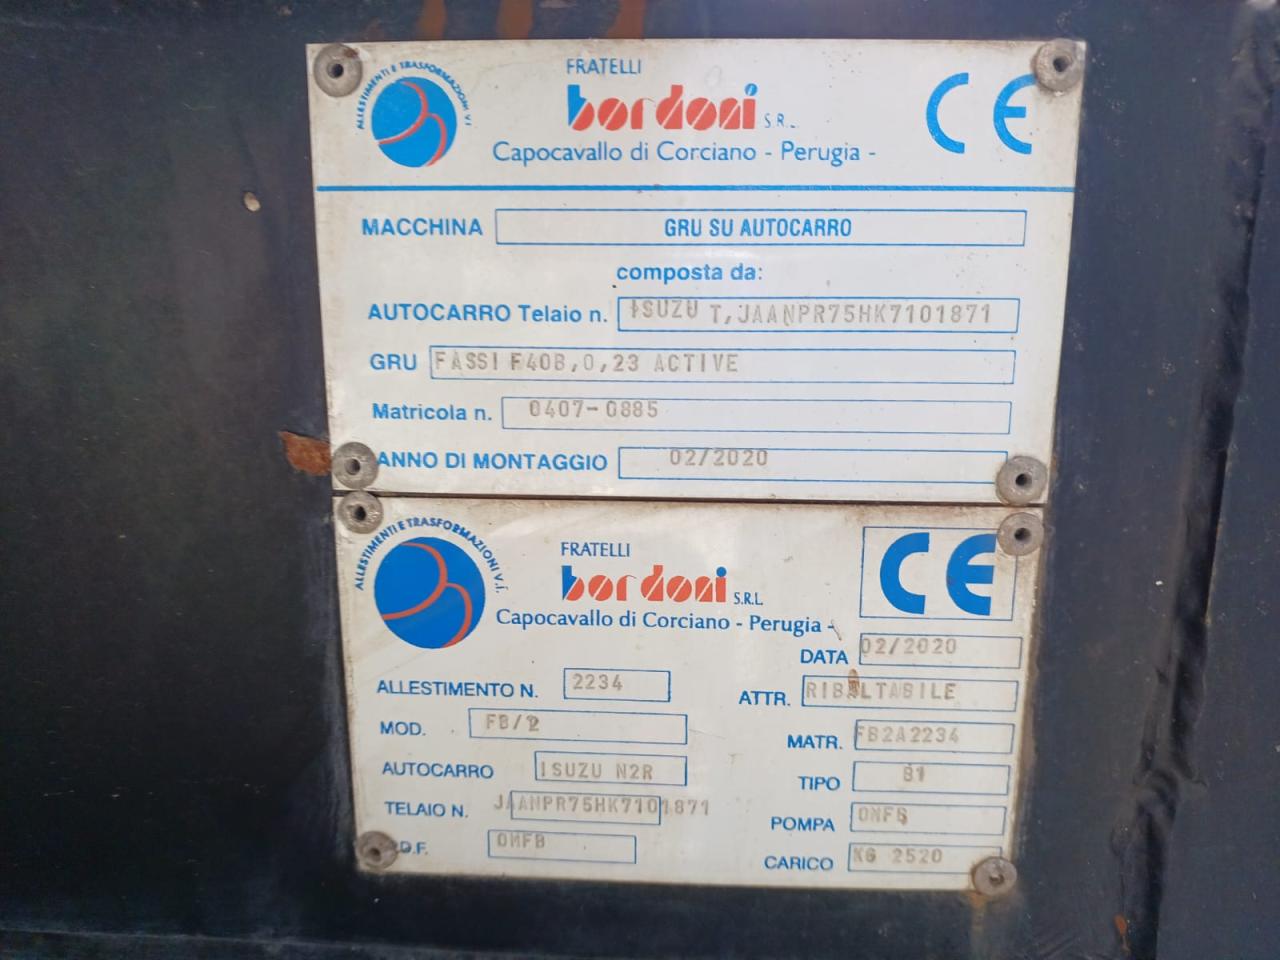 ALLESTIMENTI E TRASFORMAZIONI V.I.
FRATELLI
bordoni S.R.L.
Capocavallo di Corciano - Perugia -
CE
MACCHINA GRU SU AUTOCARRO
composta da:
AUTOCARRO Telaio n. ISUZU T,JAANPR75HK7101871
GRU FASSI F40B,0,23 ACTIVE
Matricola n. 0407-0885
ANNO DI MONTAGGIO 02/2020
ALLESTIMENTI E TRASFORMAZIONI V.I.
FRATELLI
bordoni S.R.L.
Capocavallo di Corciano - Perugia -
CE
DATA 02/2020
ALLESTIMENTO N. 2234 ATTR. RIBALTABILE
MOD. FB/2 MATR. FB2A2234
AUTOCARRO ISUZU N2R TIPO B1
TELAIO N. JAANPR75HK7101871 POMPA OMFB
.D.F. OMFB CARICO KG 2520